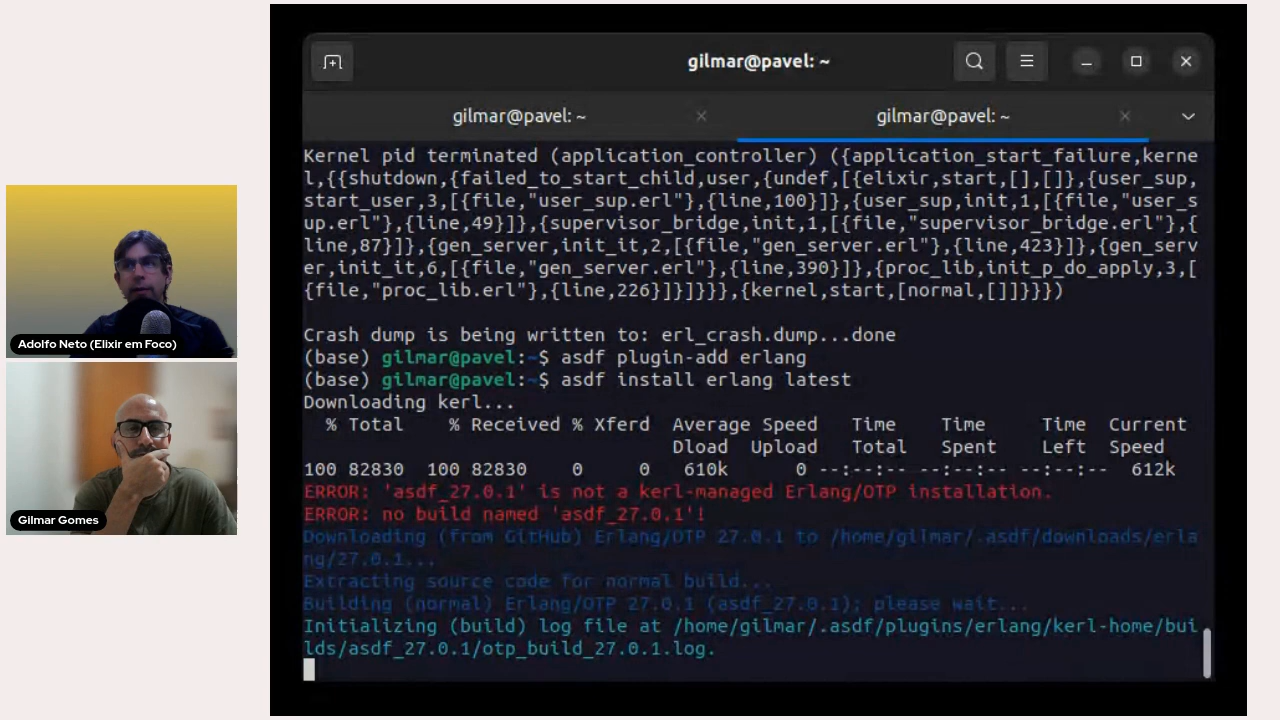 gilmar@pavel: ~
gilmar@pavel: ~
gilmar@pavel: ~
Kernel pid terminated (application_controller) ({application_start_failure,kerne
l,{{shutdown,{failed_to_start_child,user,{undef,[{elixir,start,[],[]},{user_sup,
start_user,3,[{file,"user_sup.erl"},{line,100}]},{user_sup,init,1,[{file,"user_s
up.erl"},{line,49}]},{supervisor_bridge,init,1,[{file,"supervisor_bridge.erl"},{
line,87}]},{gen_server,init_it,2,[{file,"gen_server.erl"},{line,423}]},{gen_serv
er,init_it,6,[{file,"gen_server.erl"},{line,390}]},{proc_lib,init_p_do_apply,3,[
{file,"proc_lib.erl"},{line,226}]}]}}},{kernel,start,[normal,[]]}}})
Crash dump is being written to: erl_crash.dump...done
(base) gilmar@pavel:~$ asdf plugin-add erlang
(base) gilmar@pavel:~$ asdf install erlang latest
Downloading kerl...
% Total % Received % Xferd Average Speed Time Time Time Current
Dload Upload Total Spent Left Speed
100 82830 100 82830 0 0 610k 0 --:--:-- --:--:-- --:--:-- 612k
ERROR: 'asdf_27.0.1' is not a kerl-managed Erlang/OTP installation.
ERROR: no build named 'asdf_27.0.1'!
Downloading (from GitHub) Erlang/OTP 27.0.1 to /home/gilmar/.asdf/downloads/erla
ng/27.0.1...
Extracting source code for normal build...
Building (normal) Erlang/OTP 27.0.1 (asdf_27.0.1); please wait...
Initializing (build) log file at /home/gilmar/.asdf/plugins/erlang/kerl-home/bui
lds/asdf_27.0.1/otp_build_27.0.1.log.
Adolfo Neto (Elixir em Foco)
Gilmar Gomes